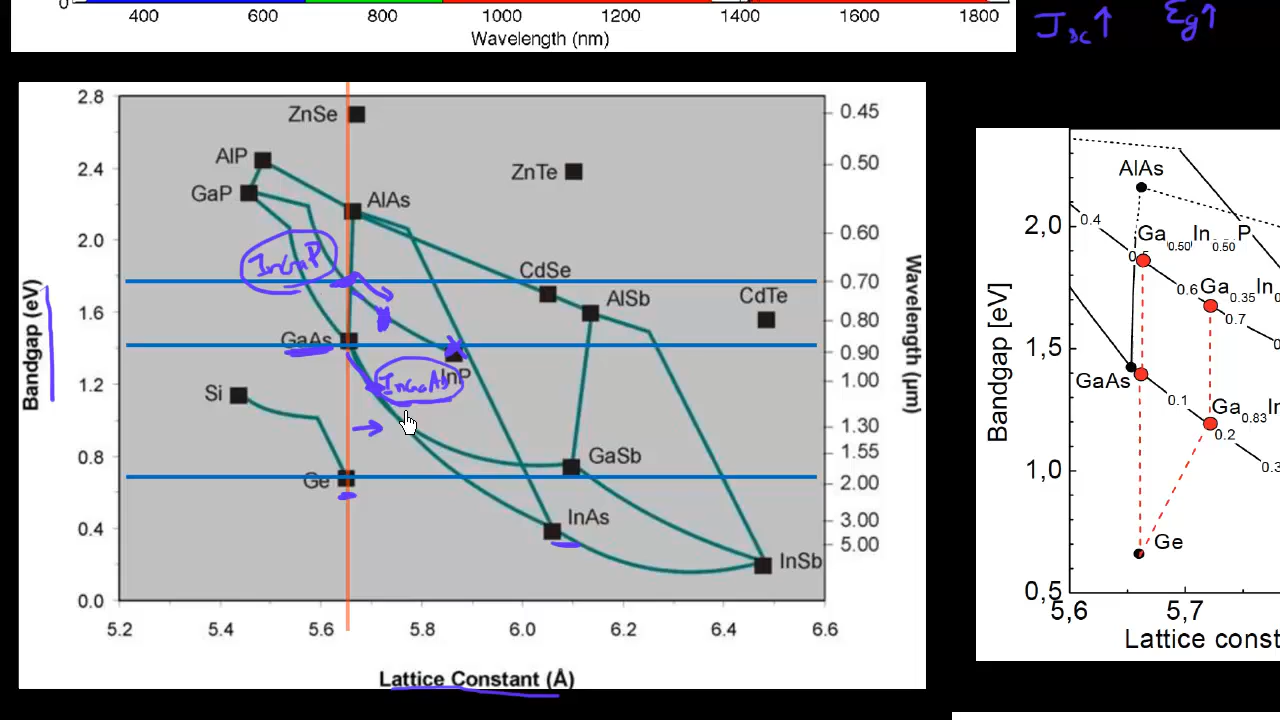 400 600 800 1000 1200 1400 1600 1800
Wavelength (nm)
J_sc↑ Eg↑
2.8
2.4
2.0
1.6
1.2
0.8
0.4
0.0
Bandgap (eV)
ZnSe
AlP
GaP
AlAs
ZnTe
InGaP
CdSe
AlSb
CdTe
GaAs
InP
InGaAs
Si
Ge
GaSb
InAs
InSb
0.45
0.50
0.60
0.70
0.80
0.90
1.00
1.30
1.55
2.00
3.00
5.00
Wavelength (µm)
5.2 5.4 5.6 5.8 6.0 6.2 6.4 6.6
Lattice Constant (Å)
2,0
1,5
1,0
0,5
Bandgap [eV]
AlAs
0.4
Ga0.50In0.50P
0.5
0.6
Ga0.35In0
0.7
0
GaAs
0.1
Ga0.83In
0.2
0.3
Ge
5,6 5,7
Lattice const